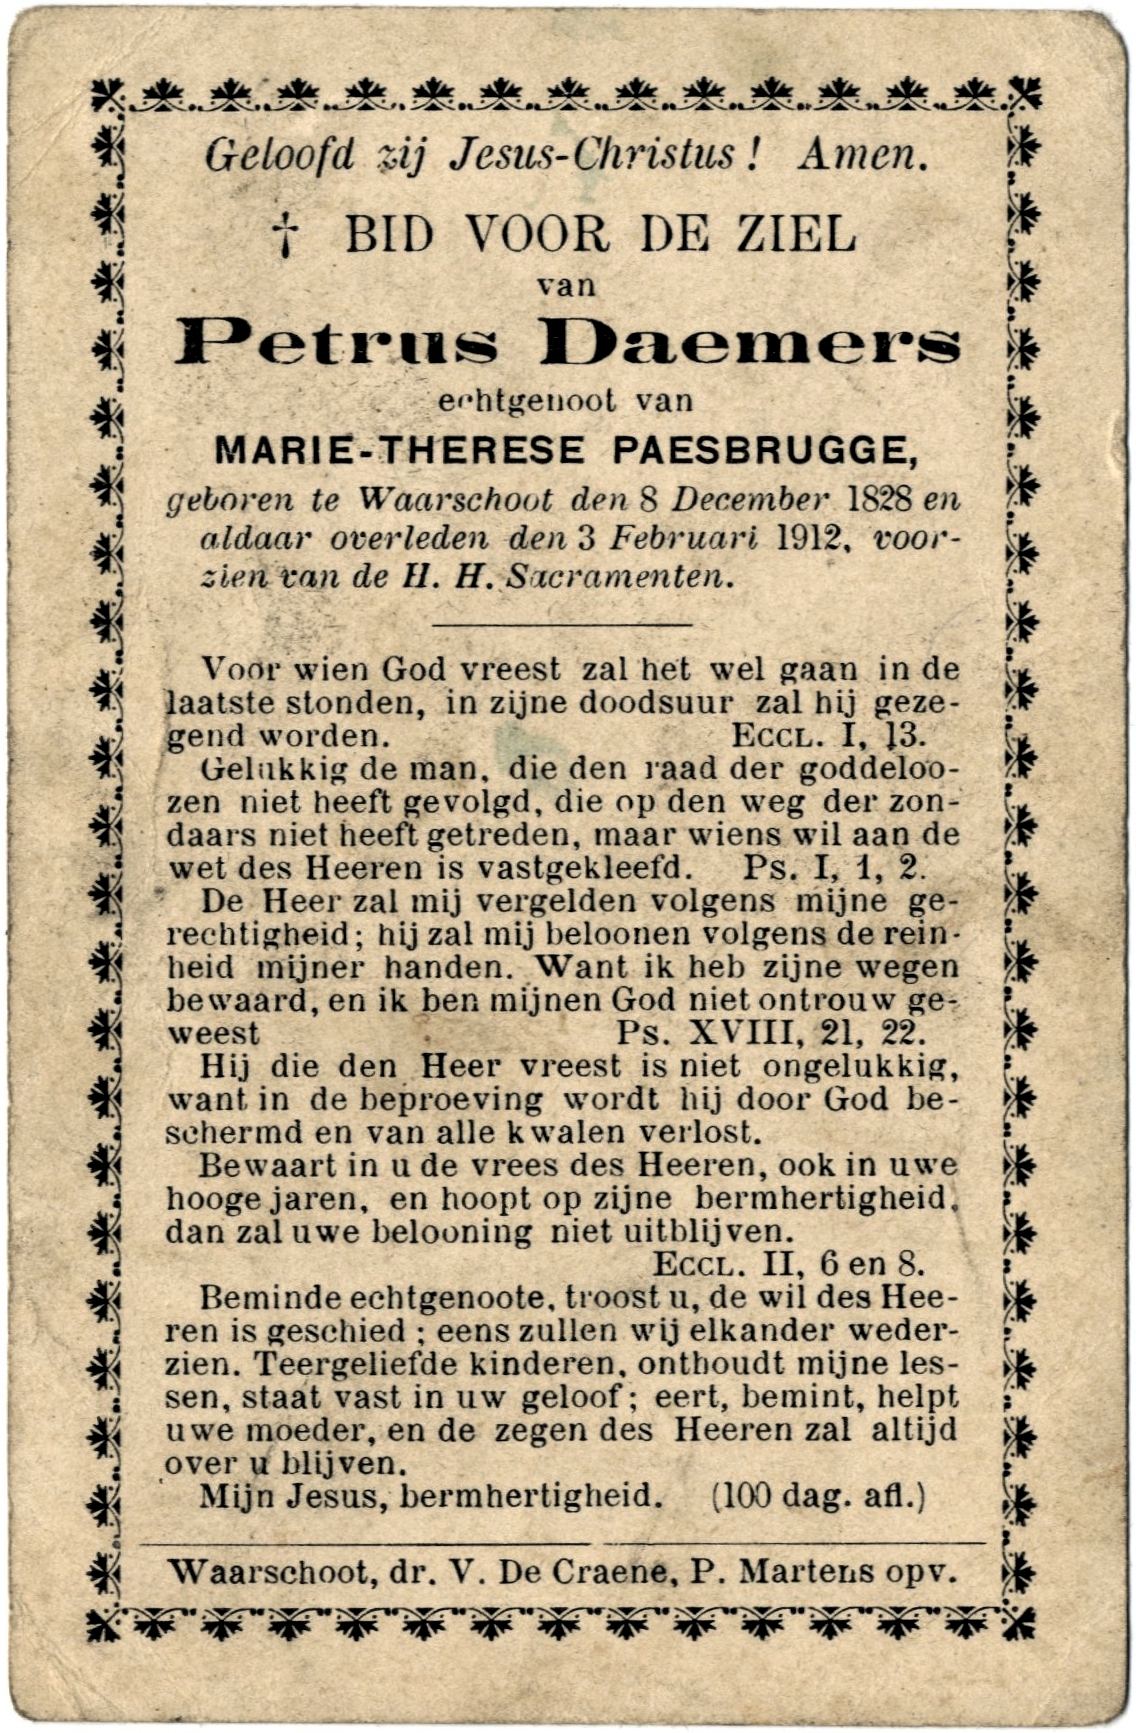 Geloofd zij Jesus-Christus! Amen.
† BID VOOR DE ZIEL
van
Petrus Daemers
echtgenoot van
MARIE-THERESE PAESBRUGGE,
geboren te Waarschoot den 8 December 1828 en
aldaar overleden den 3 Februari 1912, voor-
zien van de H. H. Sacramenten.
Voor wien God vreest zal het wel gaan in de
laatste stonden, in zijne doodsuur zal hij geze-
gend worden. ECCL. I, 13.
Gelukkig de man, die den raad der goddeloo-
zen niet heeft gevolgd, die op den weg der zon-
daars niet heeft getreden, maar wiens wil aan de
wet des Heeren is vastgekleefd. Ps. I, 1, 2.
De Heer zal mij vergelden volgens mijne ge-
rechtigheid; hij zal mij beloonen volgens de rein-
heid mijner handen. Want ik heb zijne wegen
bewaard, en ik ben mijnen God niet ontrouw ge-
weest Ps. XVIII, 21, 22.
Hij die den Heer vreest is niet ongelukkig,
want in de beproeving wordt hij door God be-
schermd en van alle kwalen verlost.
Bewaart in u de vrees des Heeren, ook in uwe
hooge jaren, en hoopt op zijne bermhertigheid,
dan zal uwe belooning niet uitblijven.
ECCL. II, 6 en 8.
Beminde echtgenoote, troost u, de wil des Hee-
ren is geschied; eens zullen wij elkander weder-
zien. Teergeliefde kinderen, onthoudt mijne les-
sen, staat vast in uw geloof; eert, bemint, helpt
uwe moeder, en de zegen des Heeren zal altijd
over u blijven.
Mijn Jesus, bermhertigheid. (100 dag. afl.)
Waarschoot, dr. V. De Craene, P. Martens opv.